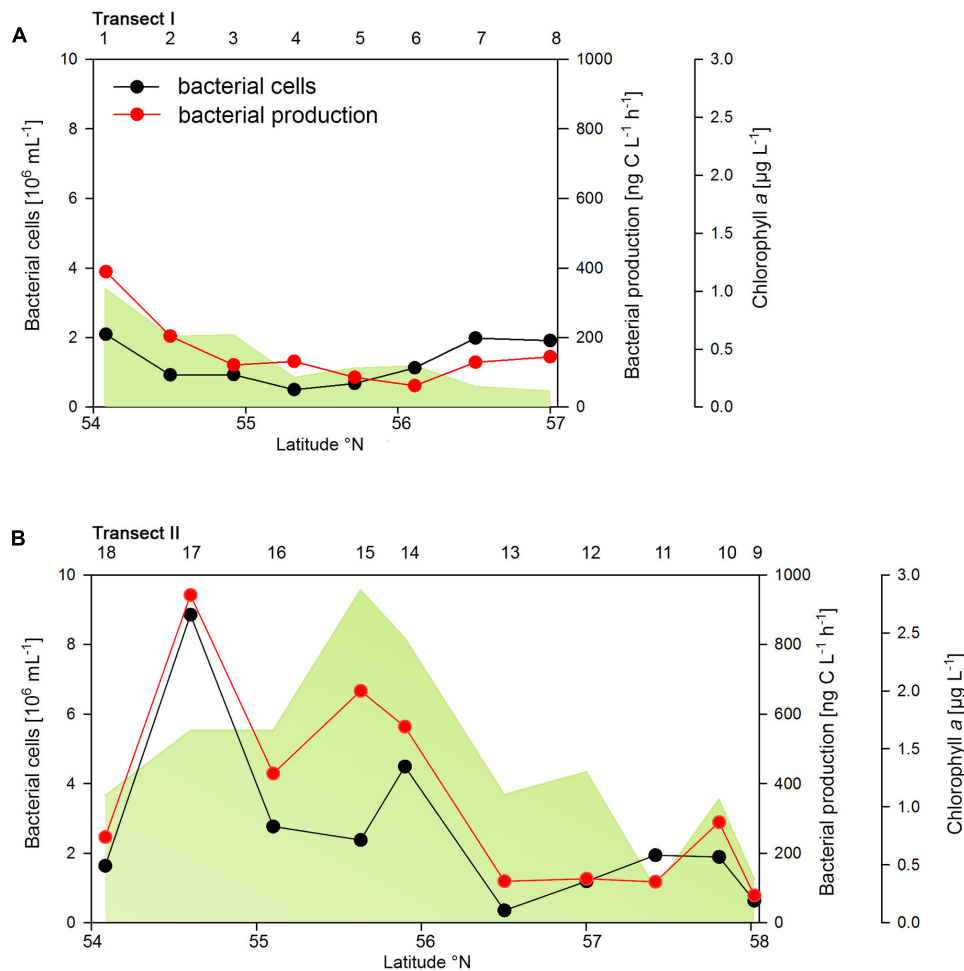 A
Transect I
1 2 3 4 5 6 7 8
10 1000 3.0
bacterial cells
bacterial production
8 800 2.5
2.0
6 600
1.5
4 400
1.0
2 200
0.5
0 0 0.0
Bacterial cells [10⁶ mL⁻¹]
Bacterial production [ng C L⁻¹ h⁻¹]
Chlorophyll a [µg L⁻¹]
54 55 56 57
Latitude °N
B
Transect II
18 17 16 15 14 13 12 11 10 9
10 1000 3.0
2.5
8 800
2.0
6 600
1.5
4 400
1.0
2 200
0.5
0 0 0.0
Bacterial cells [10⁶ mL⁻¹]
Bacterial production [ng C L⁻¹ h⁻¹]
Chlorophyll a [µg L⁻¹]
54 55 56 57 58
Latitude °N